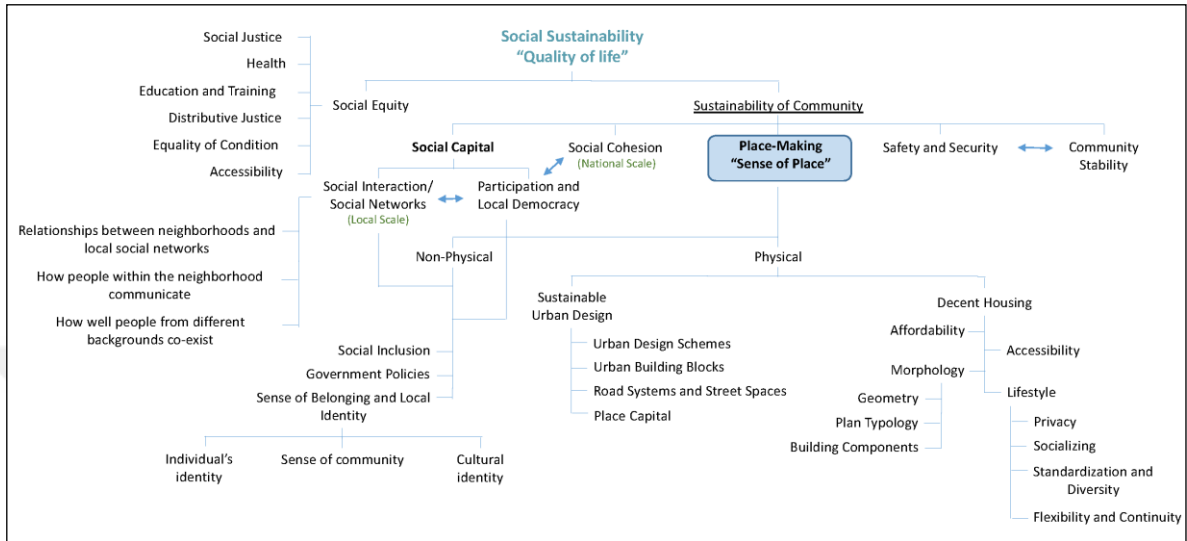 Social Sustainability
“Quality of life”
Social Justice
Health
Education and Training
Distributive Justice
Equality of Condition
Accessibility
Social Equity
Sustainability of Community
Social Capital
Social Cohesion
(National Scale)
Place-Making
“Sense of Place”
Safety and Security
Community
Stability
Social Interaction/
Social Networks
(Local Scale)
Participation and
Local Democracy
Relationships between neighborhoods and
local social networks
How people within the neighborhood
communicate
How well people from different
backgrounds co-exist
Non-Physical
Physical
Social Inclusion
Government Policies
Sense of Belonging and Local
Identity
Individual's
identity
Sense of community
Cultural
identity
Sustainable
Urban Design
Urban Design Schemes
Urban Building Blocks
Road Systems and Street Spaces
Place Capital
Decent Housing
Affordability
Accessibility
Morphology
Geometry
Plan Typology
Building Components
Lifestyle
Privacy
Socializing
Standardization and
Diversity
Flexibility and Continuity